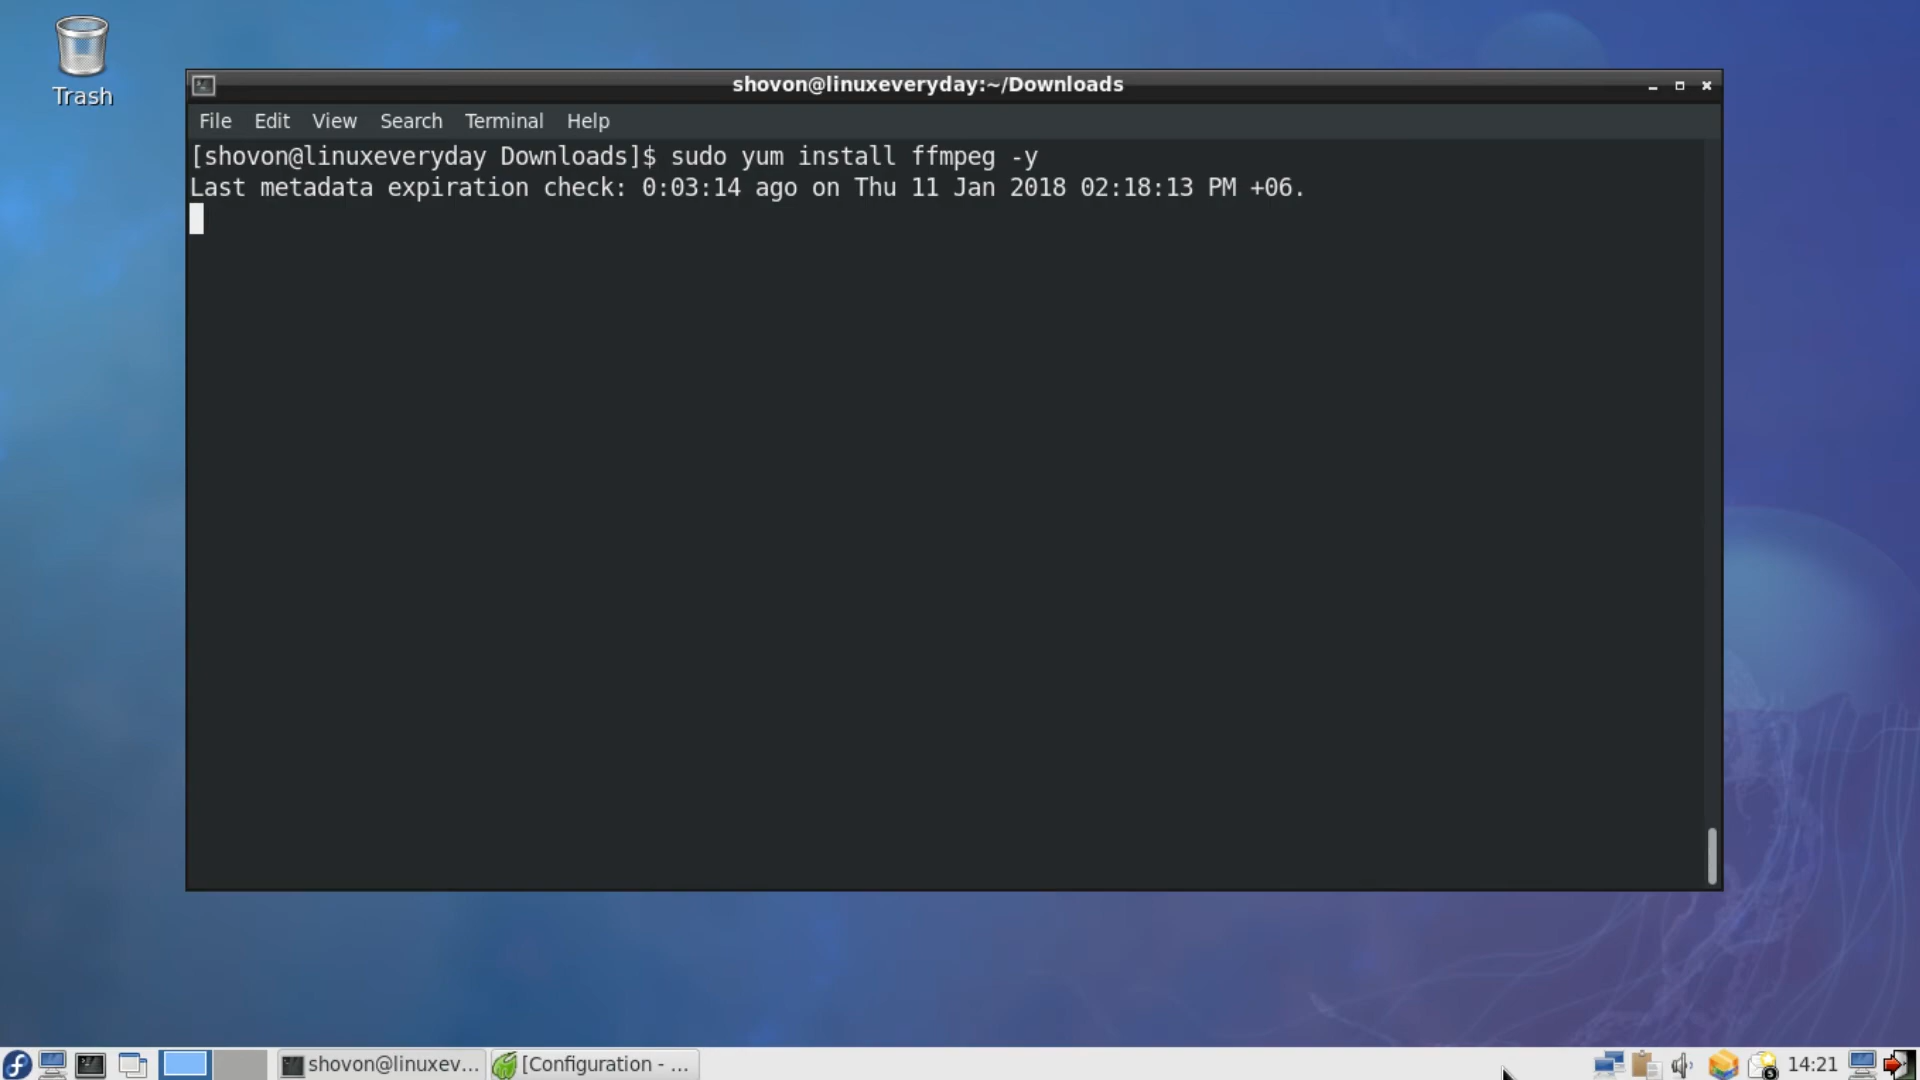 Trash
shovon@linuxeveryday:~/Downloads
File Edit View Search Terminal Help
[shovon@linuxeveryday Downloads]$ sudo yum install ffmpeg -y
Last metadata expiration check: 0:03:14 ago on Thu 11 Jan 2018 02:18:13 PM +06.
shovon@linuxev... [Configuration - ... 14:21